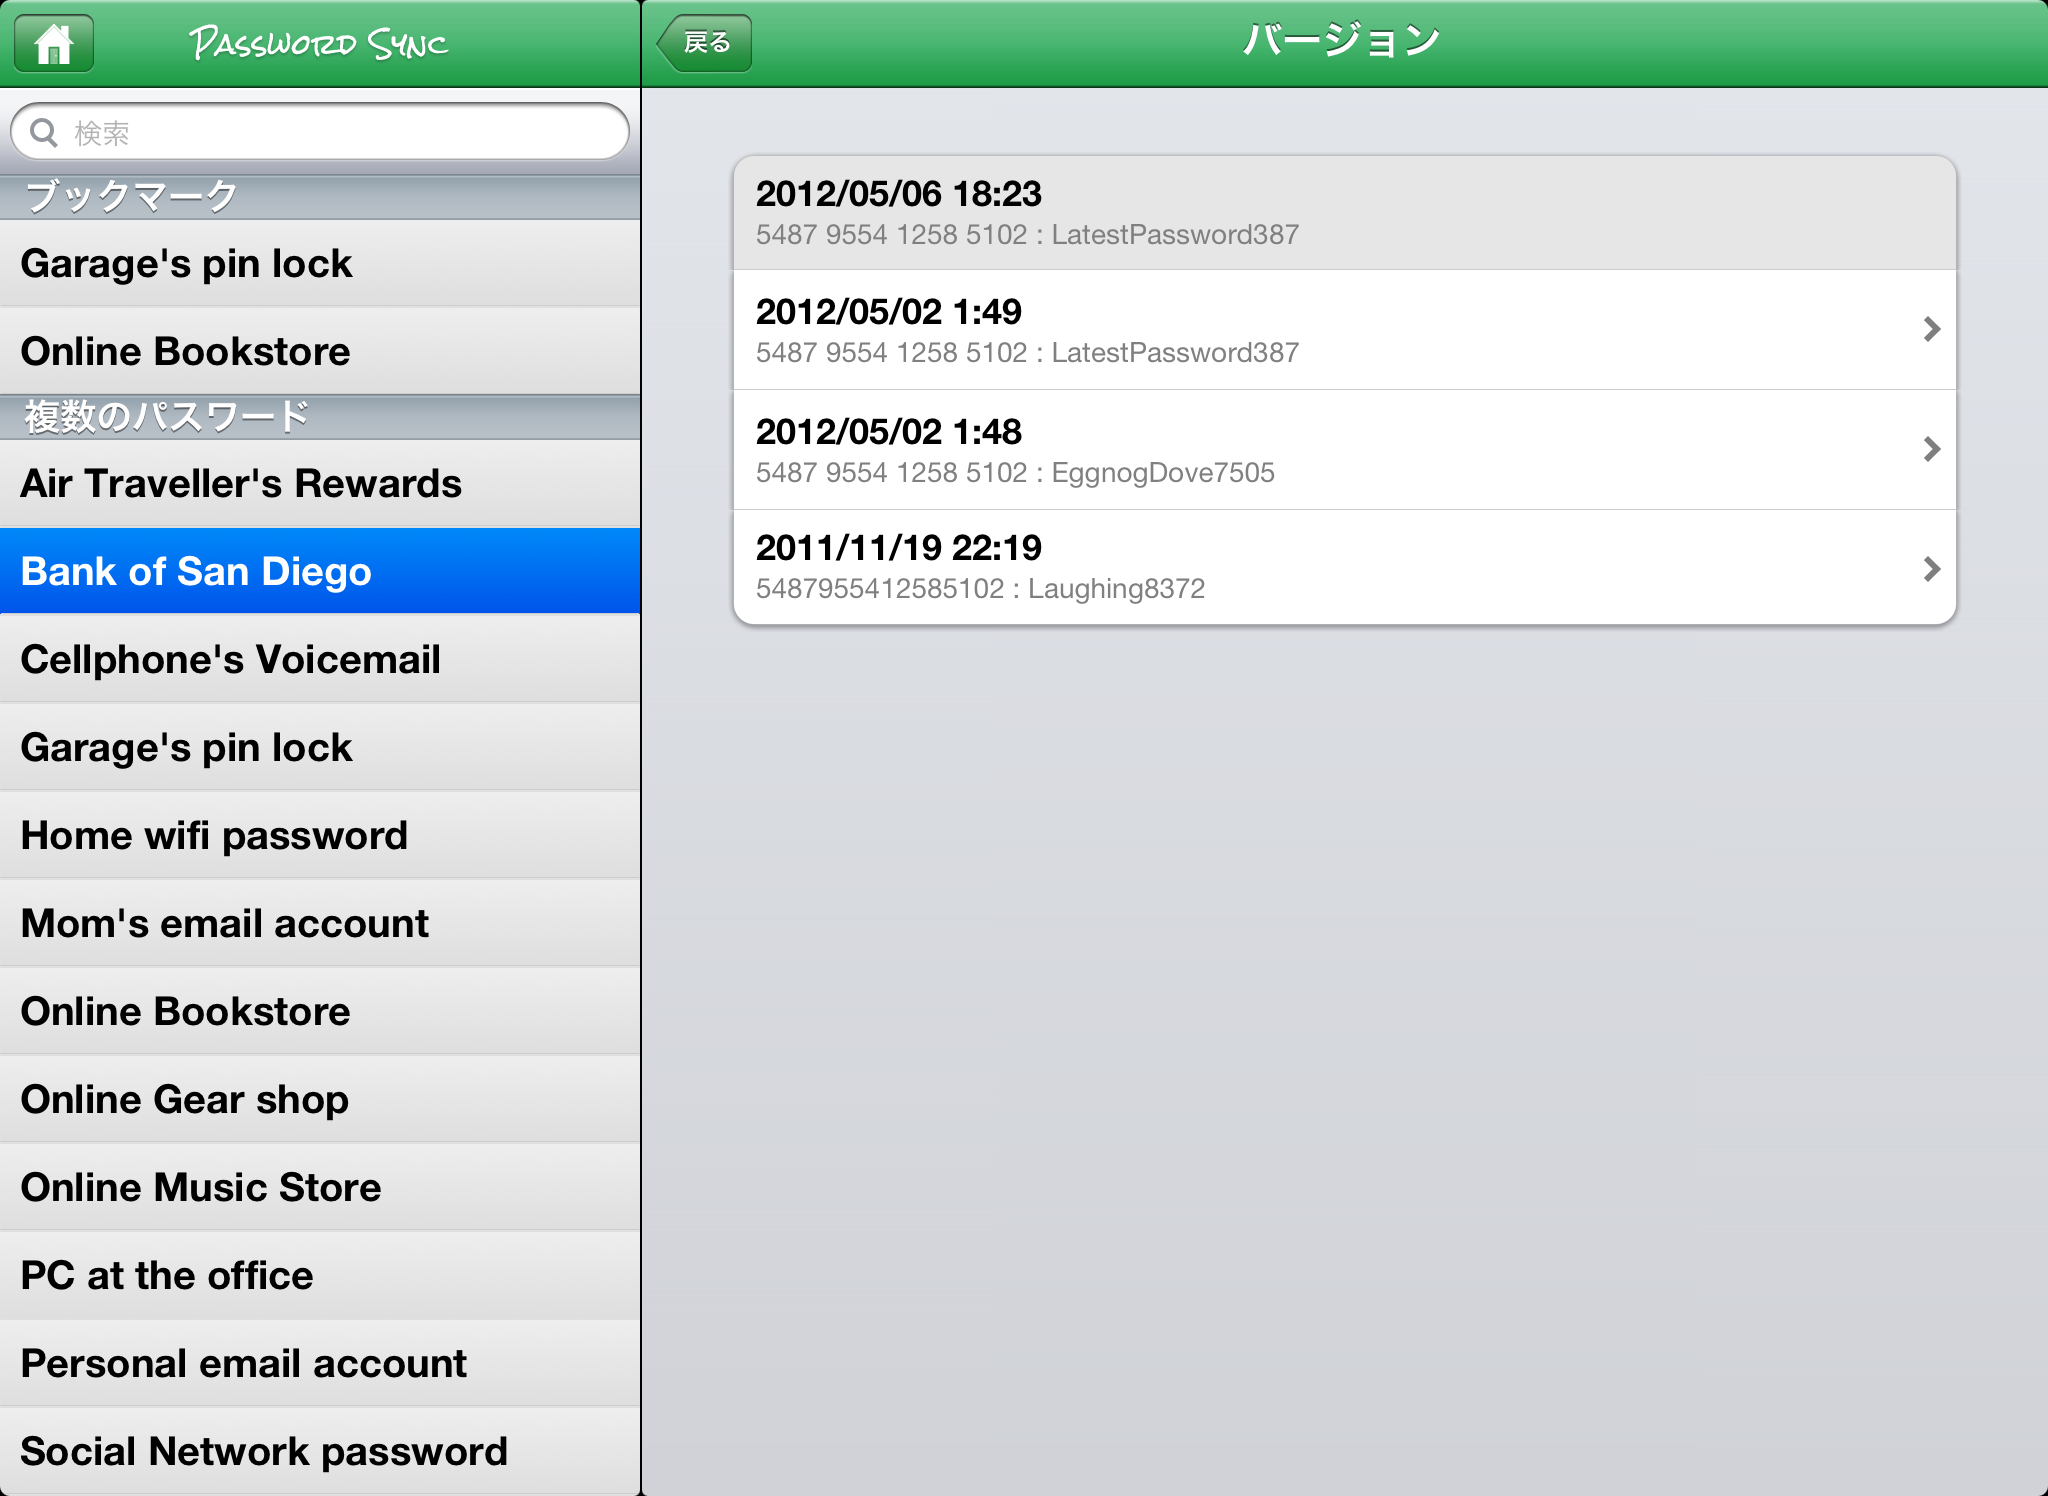 Password Sync
検索
ブックマーク
Garage's pin lock
Online Bookstore
複数のパスワード
Air Traveller's Rewards
Bank of San Diego
Cellphone's Voicemail
Garage's pin lock
Home wifi password
Mom's email account
Online Bookstore
Online Gear shop
Online Music Store
PC at the office
Personal email account
Social Network password
戻る
バージョン
2012/05/06 18:23
5487 9554 1258 5102 : LatestPassword387
2012/05/02 1:49
5487 9554 1258 5102 : LatestPassword387
2012/05/02 1:48
5487 9554 1258 5102 : EggnogDove7505
2011/11/19 22:19
5487955412585102 : Laughing8372